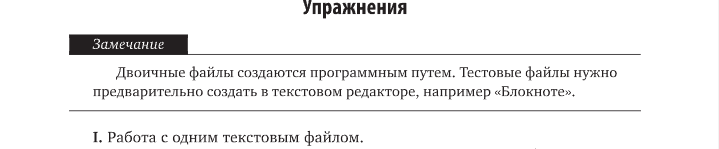 Упражнения
Замечание
Двоичные файлы создаются программным путем. Тестовые файлы нужно
предварительно создать в текстовом редакторе, например «Блокноте».
I. Работа с одним текстовым файлом.